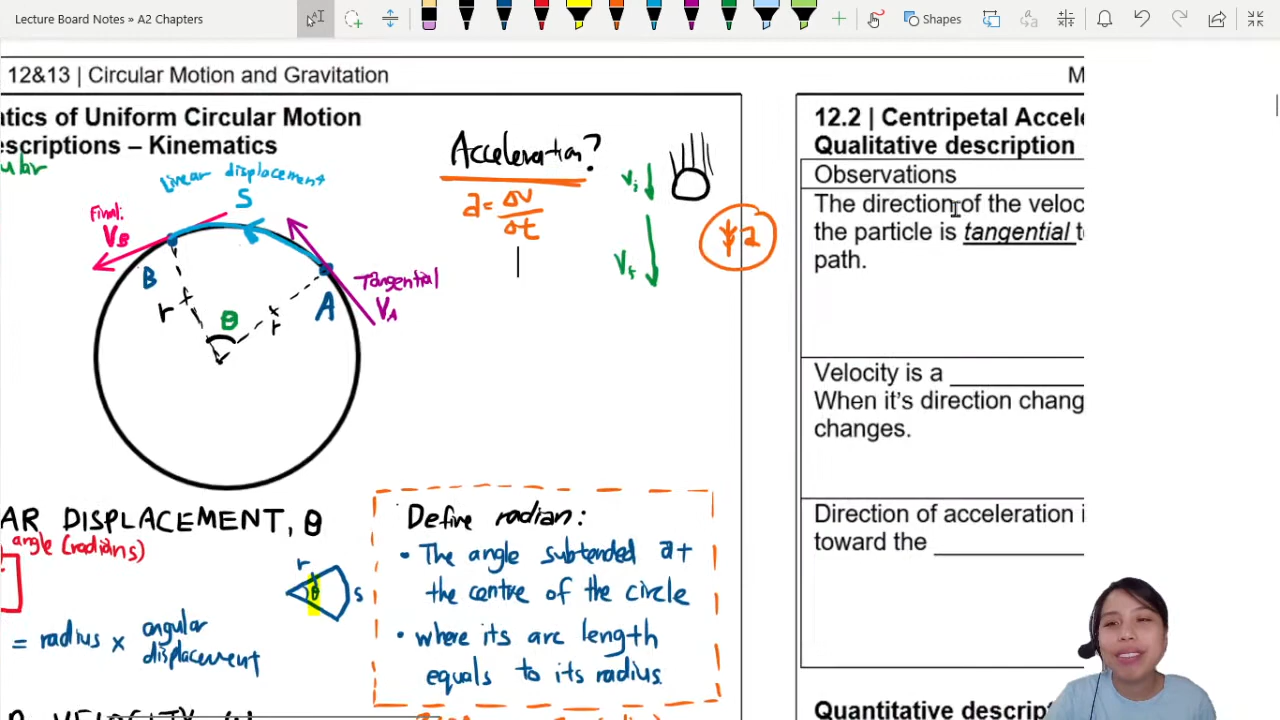 Lecture Board Notes » A2 Chapters
Shapes
12&13 | Circular Motion and Gravitation
M
atics of Uniform Circular Motion
escriptions – Kinematics
ular
Linear displacement
S
Final:
VB
B
r
θ
r
A
Tangential
VA
Acceleration?
a = Δv
Δt
vi
vf
a
12.2 | Centripetal Accele
Qualitative description
Observations
The direction of the veloc
the particle is tangential t
path.
Velocity is a
When it's direction chang
changes.
Direction of acceleration i
toward the
AR DISPLACEMENT, θ
angle (radians)
r
θ
s
= radius × angular
displacement
Define radian:
• The angle subtended at
the centre of the circle
• where its arc length
equals to its radius.
Quantitative descript